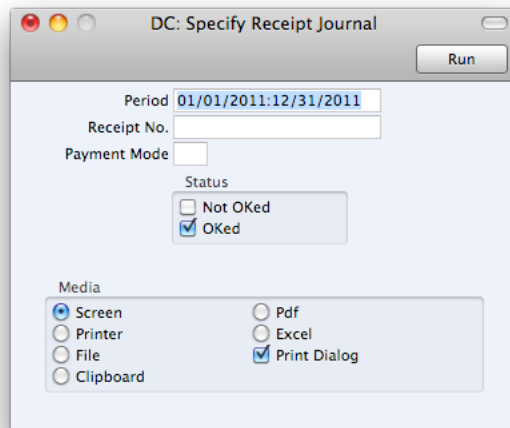 DC: Specify Receipt Journal
Run
Period 01/01/2011:12/31/2011
Receipt No.
Payment Mode
Status
Not OKed
OKed
Media
Screen Pdf
Printer Excel
File Print Dialog
Clipboard